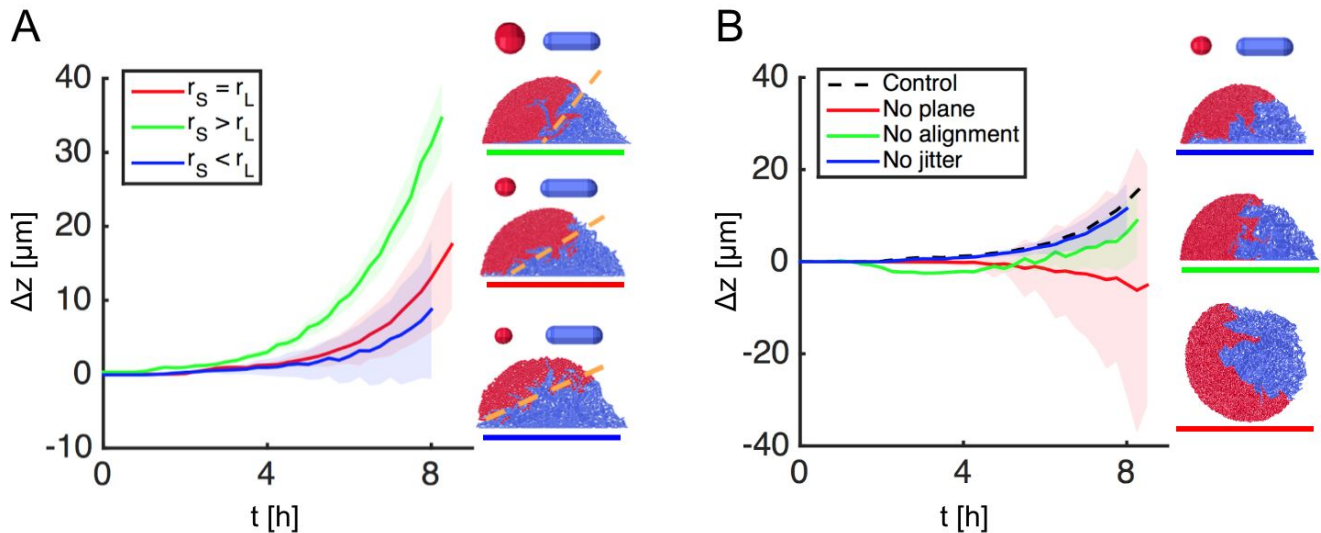 A
40
30
20
10
0
-10
Δz [µm]
0
4
8
t [h]
r_S = r_L
r_S > r_L
r_S < r_L
B
40
20
0
-20
-40
Δz [µm]
0
4
8
t [h]
Control
No plane
No alignment
No jitter